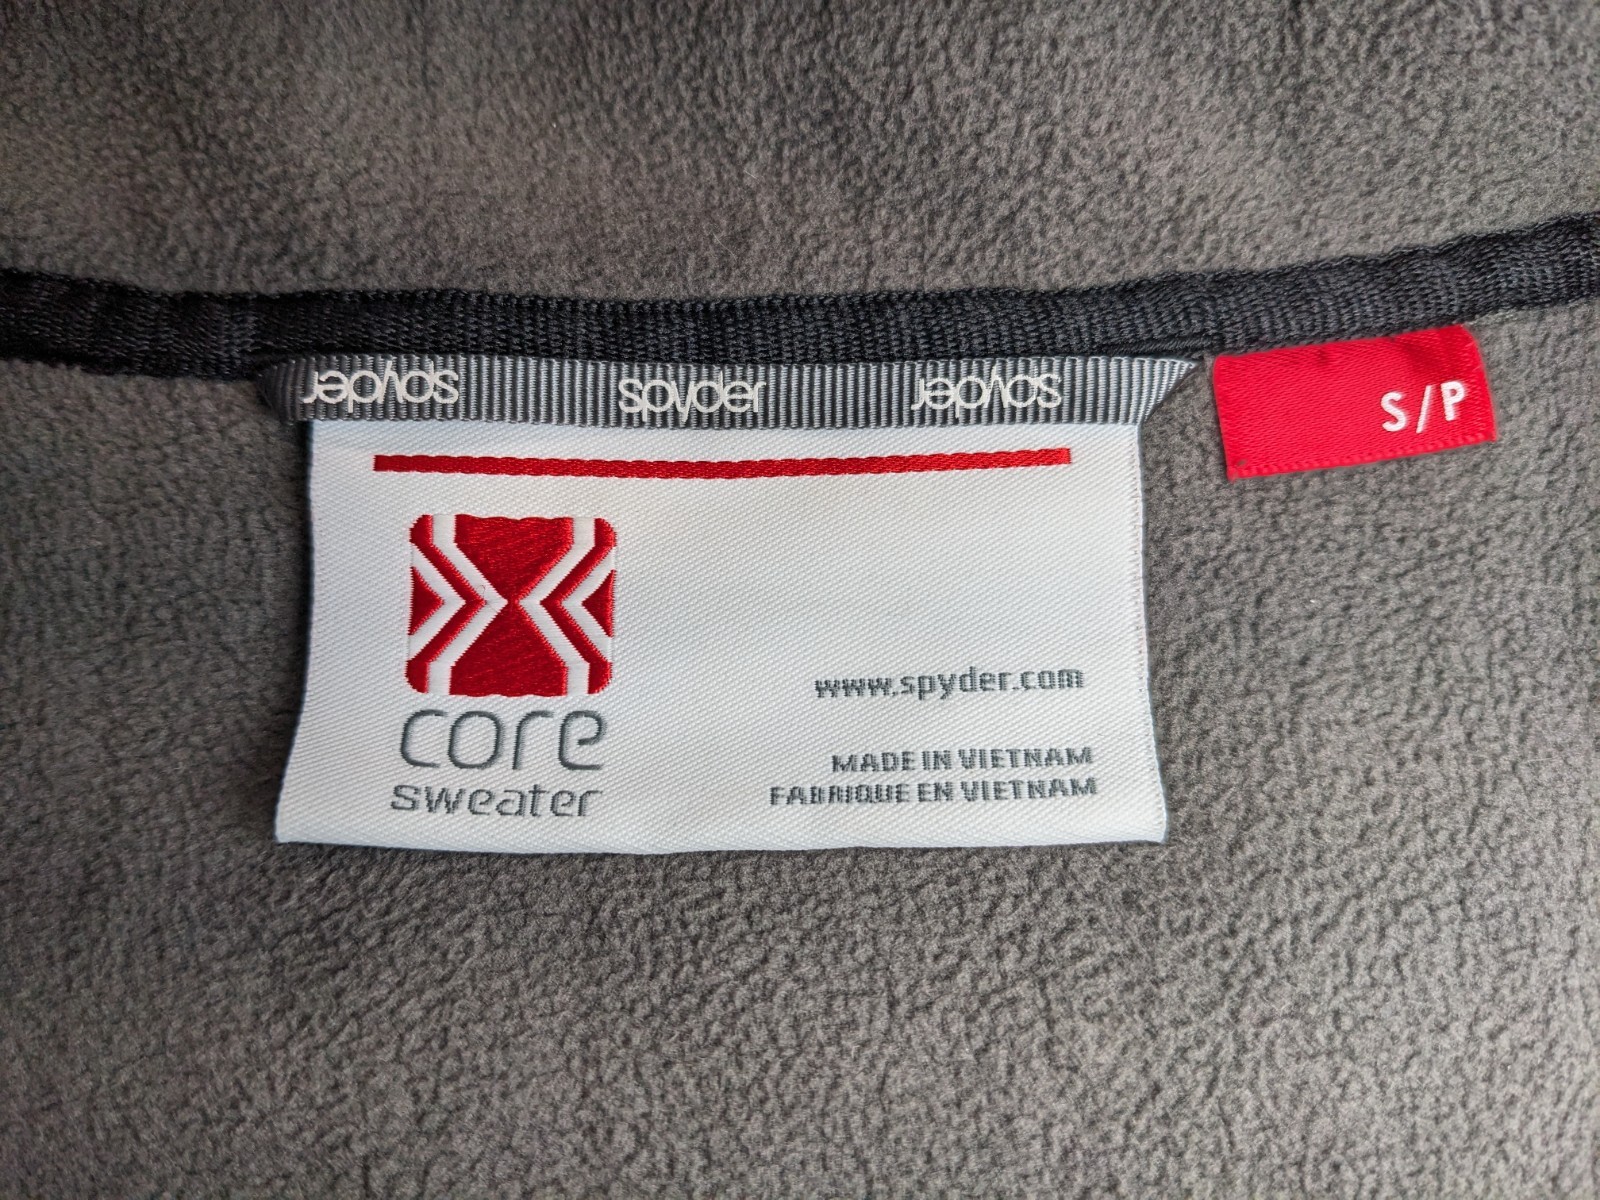 spyder spyder spyder
S/P
core
sweater
www.spyder.com
MADE IN VIETNAM
FABRIQUE EN VIETNAM